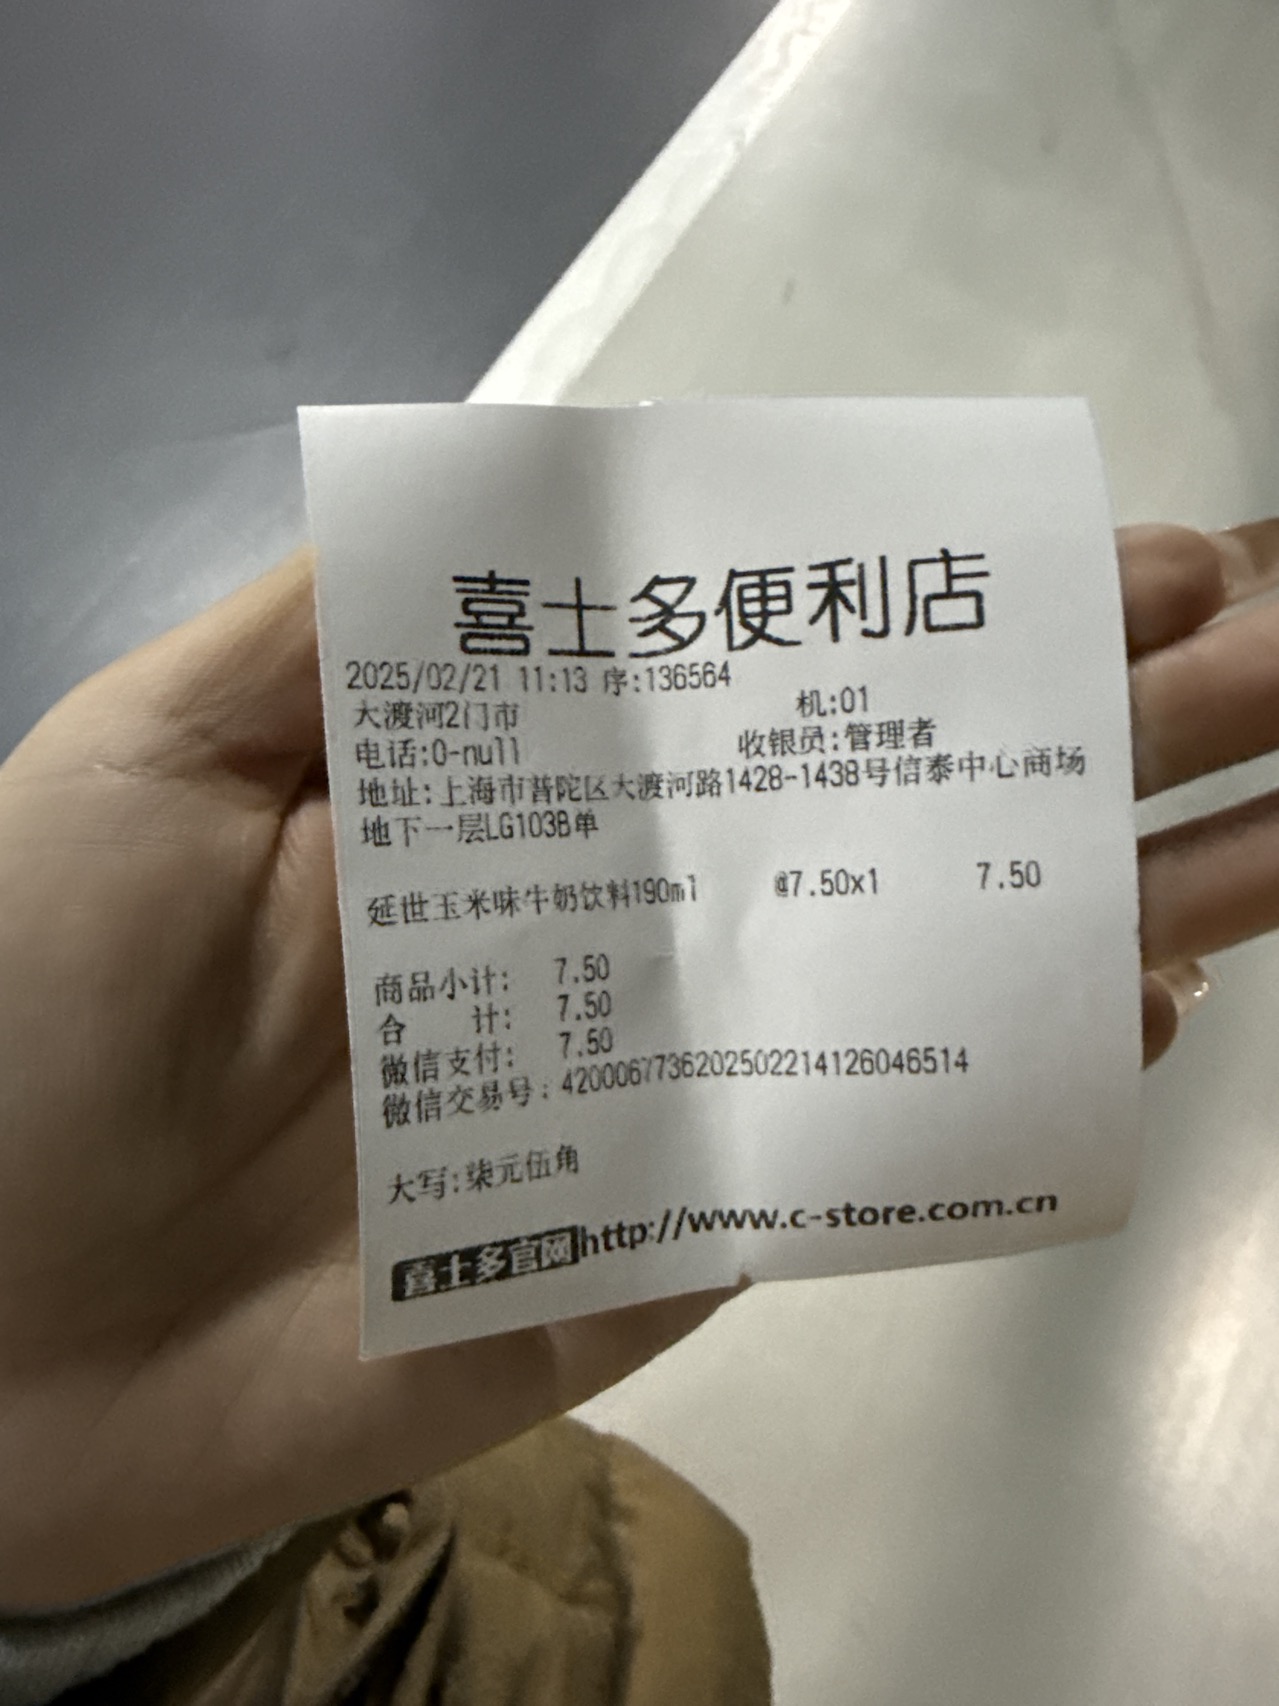 喜士多便利店
2025/02/21 11:13 序:136564
大渡河2门市 机:01
电话:0-null 收银员:管理者
地址:上海市普陀区大渡河路1428-1438号信泰中心商场
地下一层LG103B单
延世玉米味牛奶饮料190ml @7.50x1 7.50
商品小计: 7.50
合 计: 7.50
微信支付: 7.50
微信交易号:4200067736202502214126046514
大写:柒元伍角
喜士多官网http://www.c-store.com.cn